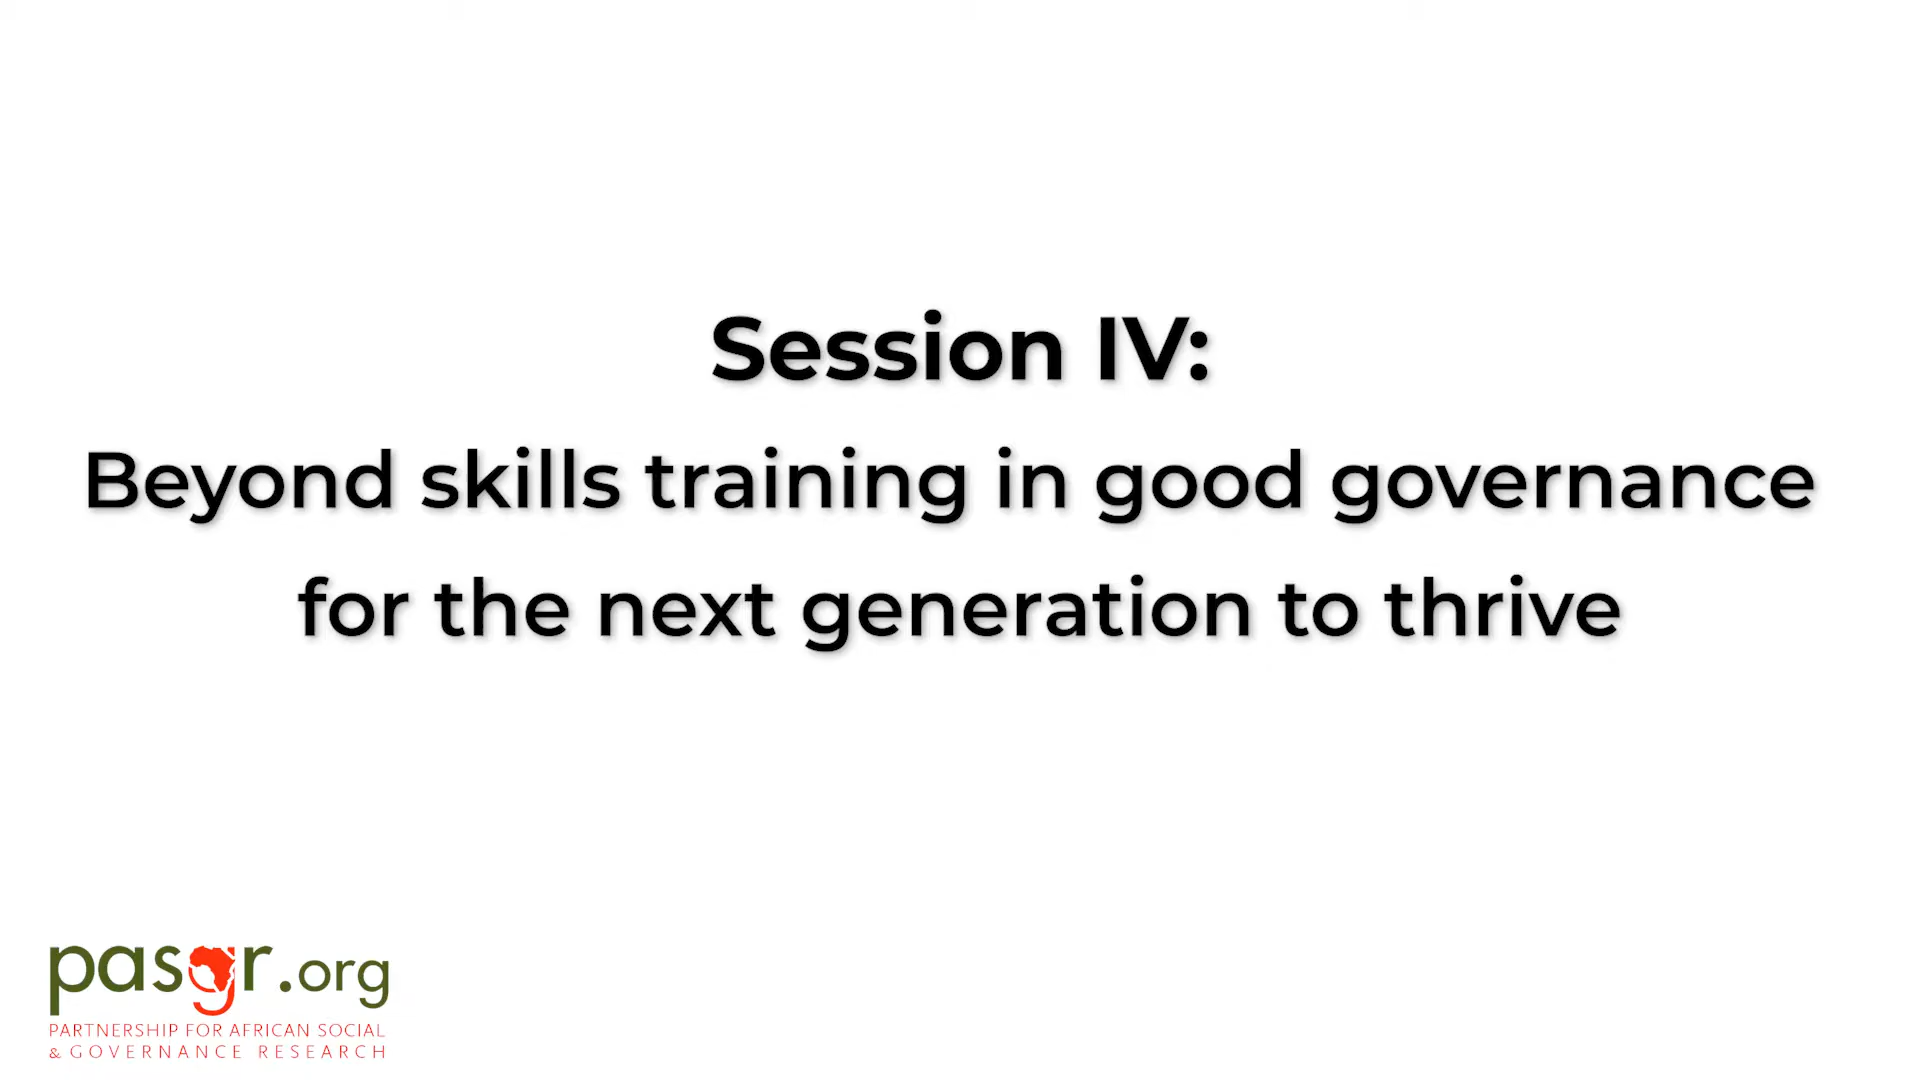 Session IV:
Beyond skills training in good governance
for the next generation to thrive
pasgr.org
PARTNERSHIP FOR AFRICAN SOCIAL
& GOVERNANCE RESEARCH